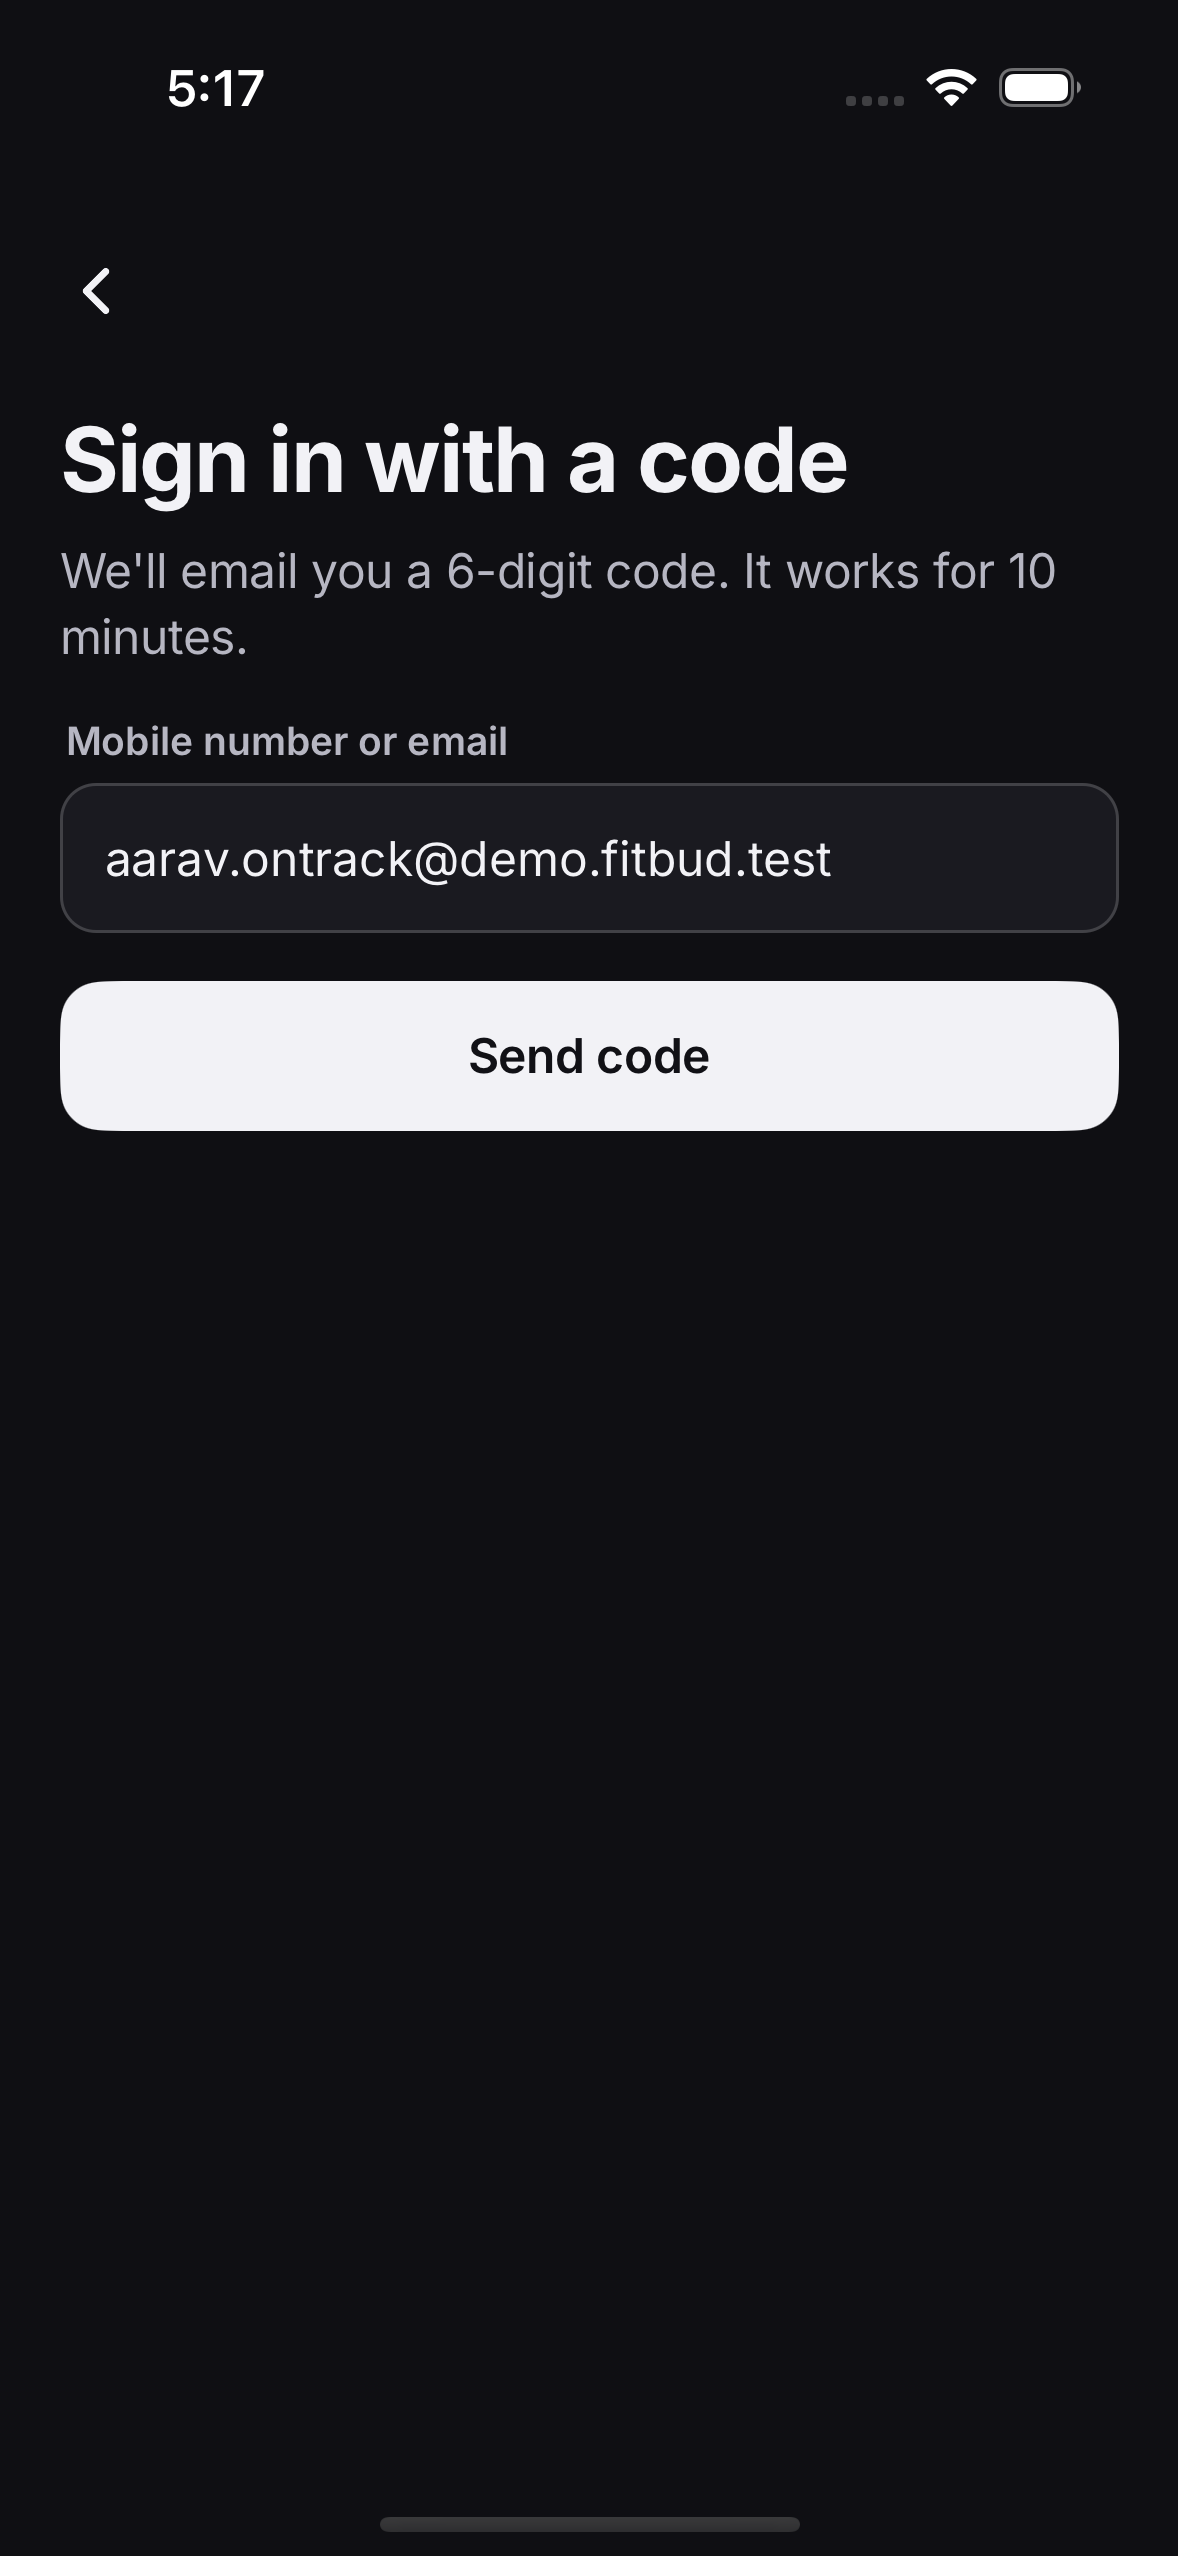 5:17
Sign in with a code
We'll email you a 6-digit code. It works for 10
minutes.
Mobile number or email
aarav.ontrack@demo.fitbud.test
Send code